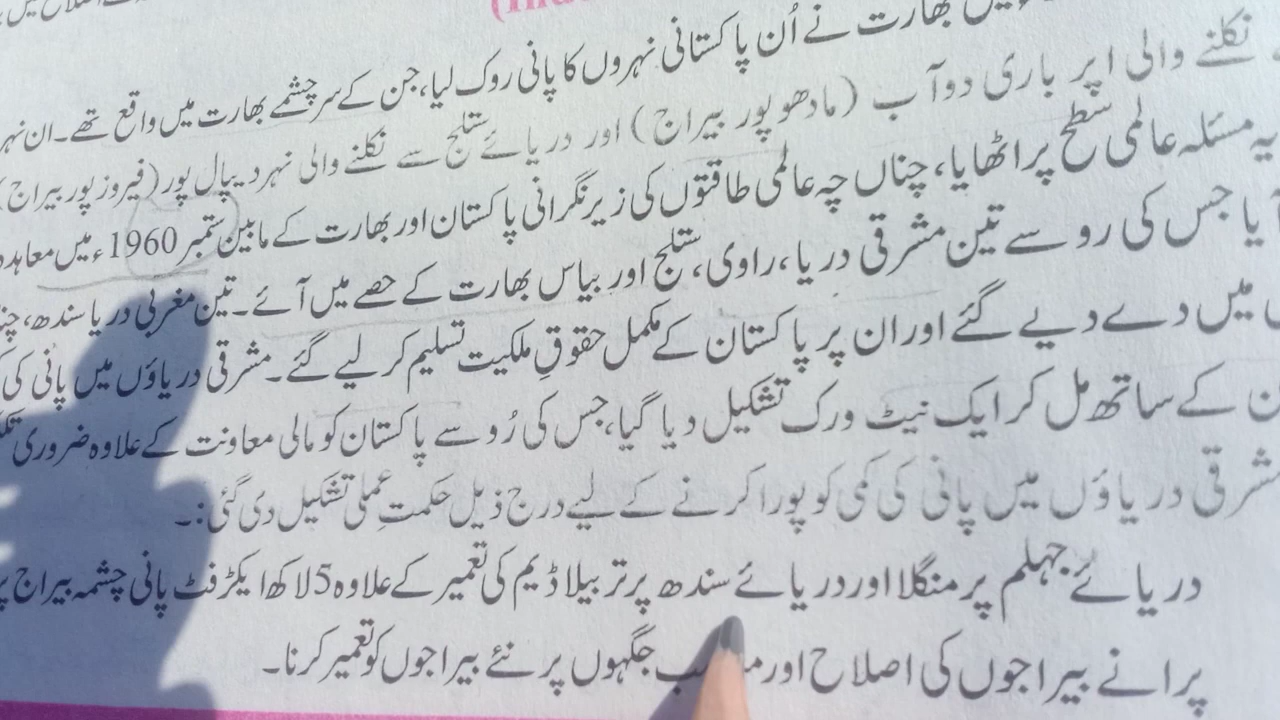 بھارت نے اُن پاکستانی نہروں کا پانی روک لیا، جن کے سرچشمے بھارت میں واقع تھے۔ ان نہر
نکلنے والی اپر باری دوآب (مادھوپور بیراج) اور دریائے ستلج سے نکلنے والی نہر دیپال پور (فیروز پور بیراج)
یہ مسئلہ عالمی سطح پر اٹھایا، چناں چہ عالمی طاقتوں کی زیر نگرانی پاکستان اور بھارت کے مابین ستمبر 1960ء میں معاہدہ
آیا جس کی رو سے تین مشرقی دریا، راوی، ستلج اور بیاس بھارت کے حصے میں آئے۔ تین مغربی دریا سندھ،
میں دے دیے گئے اور ان پر پاکستان کے مکمل حقوقِ ملکیت تسلیم کر لیے گئے۔ مشرقی دریاؤں میں پانی کی
کے ساتھ مل کر ایک نیٹ ورک تشکیل دیا گیا، جس کی رُو سے پاکستان کو مالی معاونت کے علاوہ ضروری
مشرقی دریاؤں میں پانی کی کمی کو پورا کرنے کے لیے درج ذیل حکمتِ عملی تشکیل دی گئی:۔
دریائے جہلم پر منگلا اور دریائے سندھ پر تربیلا ڈیم کی تعمیر کے علاوہ 5 لاکھ ایکڑ فٹ پانی چشمہ بیراج پر
پرانے بیراجوں کی اصلاح اور جگہوں پر نئے بیراجوں کو تعمیر کرنا۔